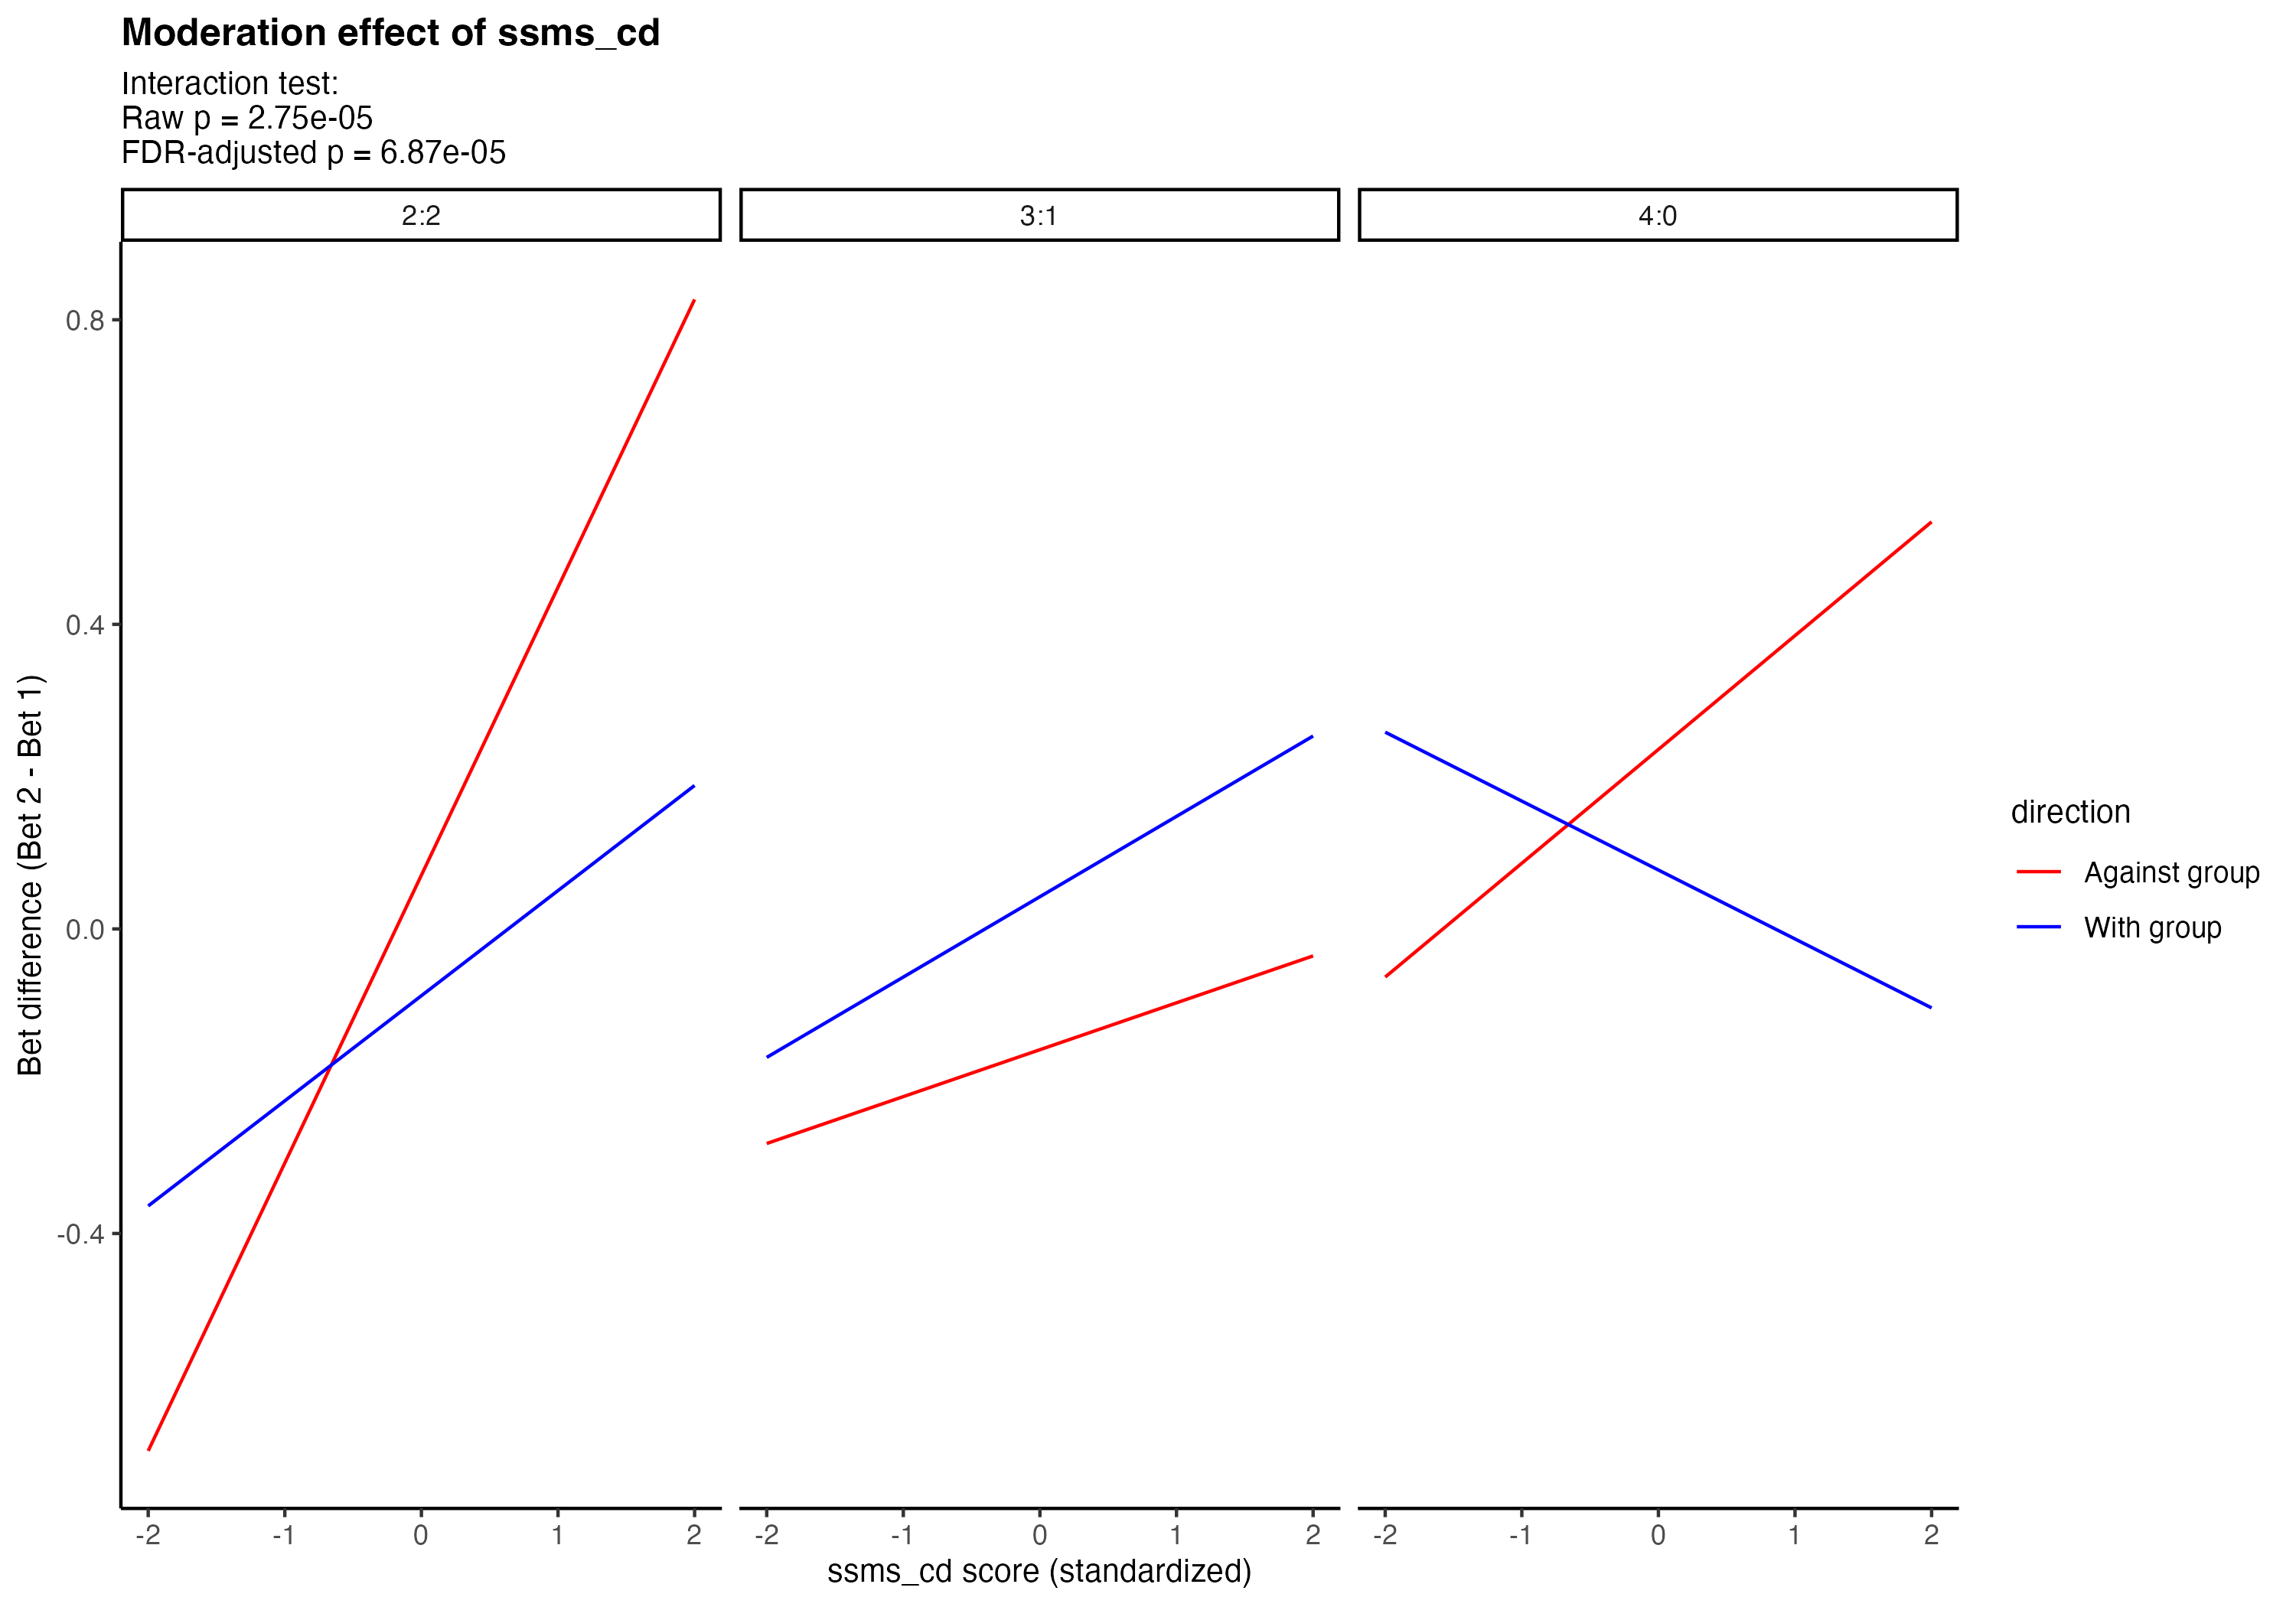 Moderation effect of ssms_cd
Interaction test:
Raw p = 2.75e-05
FDR-adjusted p = 6.87e-05
2:2
3:1
4:0
0.8
0.4
0.0
-0.4
Bet difference (Bet 2 - Bet 1)
-2 -1 0 1 2
-2 -1 0 1 2
-2 -1 0 1 2
ssms_cd score (standardized)
direction
Against group
With group